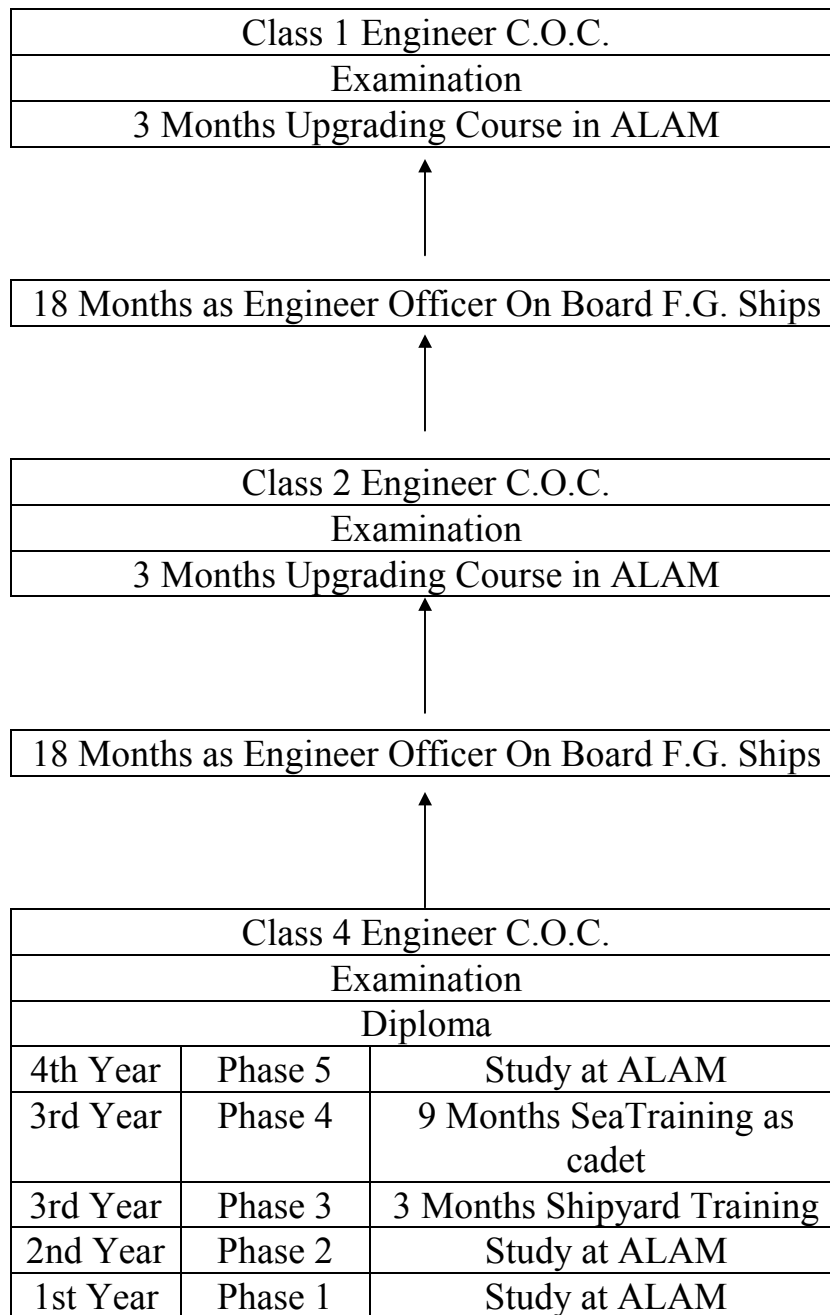 Class 1 Engineer C.O.C.
Examination
3 Months Upgrading Course in ALAM
18 Months as Engineer Officer On Board F.G. Ships
Class 2 Engineer C.O.C.
Examination
3 Months Upgrading Course in ALAM
18 Months as Engineer Officer On Board F.G. Ships
Class 4 Engineer C.O.C.
Examination
Diploma
4th Year Phase 5 Study at ALAM
3rd Year Phase 4 9 Months SeaTraining as
cadet
3rd Year Phase 3 3 Months Shipyard Training
2nd Year Phase 2 Study at ALAM
1st Year Phase 1 Study at ALAM